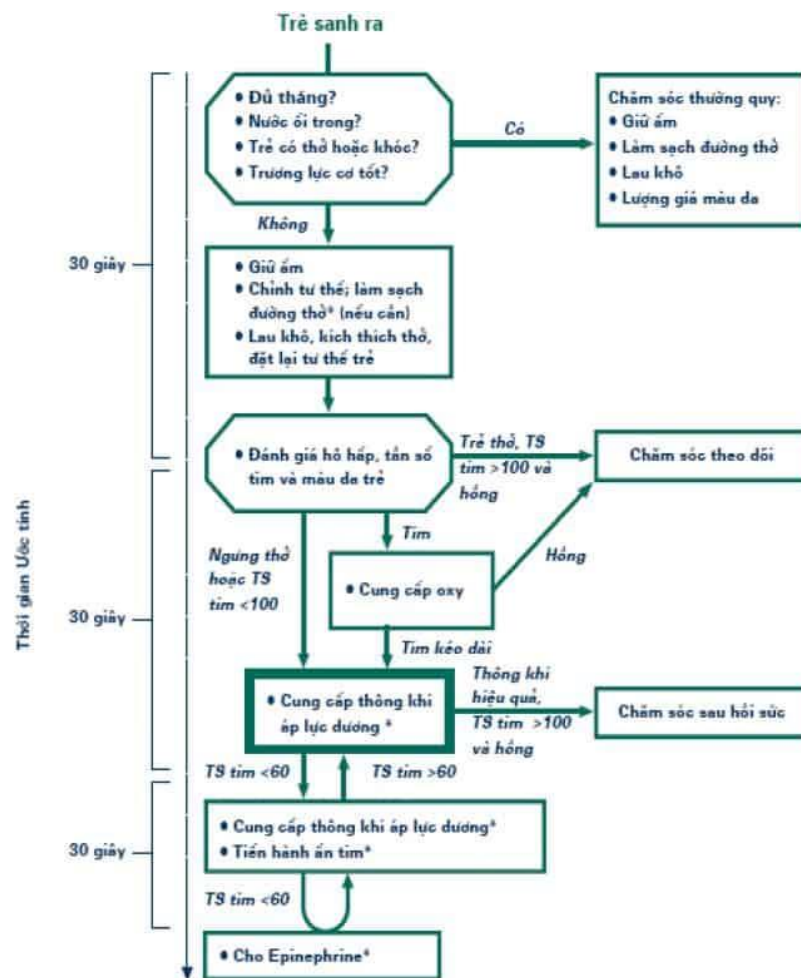 Trẻ sanh ra
• Đủ tháng?
• Nước ối trong?
• Trẻ có thở hoặc khóc?
• Trương lực cơ tốt?
Có
Chăm sóc thường quy:
• Giữ ấm
• Làm sạch đường thở
• Lau khô
• Lượng giá màu da
Không
30 giây
• Giữ ấm
• Chỉnh tư thế; làm sạch
đường thở* (nếu cần)
• Lau khô, kích thích thở,
đặt lại tư thế trẻ
• Đánh giá hô hấp, tần số
tim và màu da trẻ
Trẻ thở, TS
tim >100 và
hồng
Chăm sóc theo dõi
Thời gian Ước tính
30 giây
Ngưng thở
hoặc TS
tim <100
Tím
• Cung cấp oxy
Hồng
Tím kéo dài
• Cung cấp thông khí
áp lực dương *
Thông khí
hiệu quả,
TS tim >100
và hồng
Chăm sóc sau hồi sức
TS tim <60
TS tim >60
30 giây
• Cung cấp thông khí áp lực dương*
• Tiến hành ấn tim*
TS tim <60
• Cho Epinephrine*